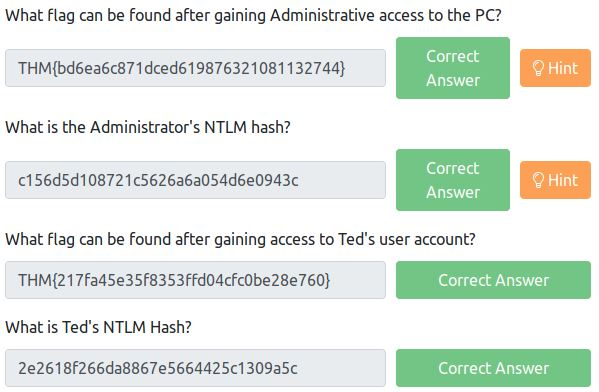 What flag can be found after gaining Administrative access to the PC?
THM{bd6ea6c871dced619876321081132744}
Correct Answer
Hint
What is the Administrator's NTLM hash?
c156d5d108721c5626a6a054d6e0943c
Correct Answer
Hint
What flag can be found after gaining access to Ted's user account?
THM{217fa45e35f8353ffd04cfc0be28e760}
Correct Answer
What is Ted's NTLM Hash?
2e2618f266da8867e5664425c1309a5c
Correct Answer